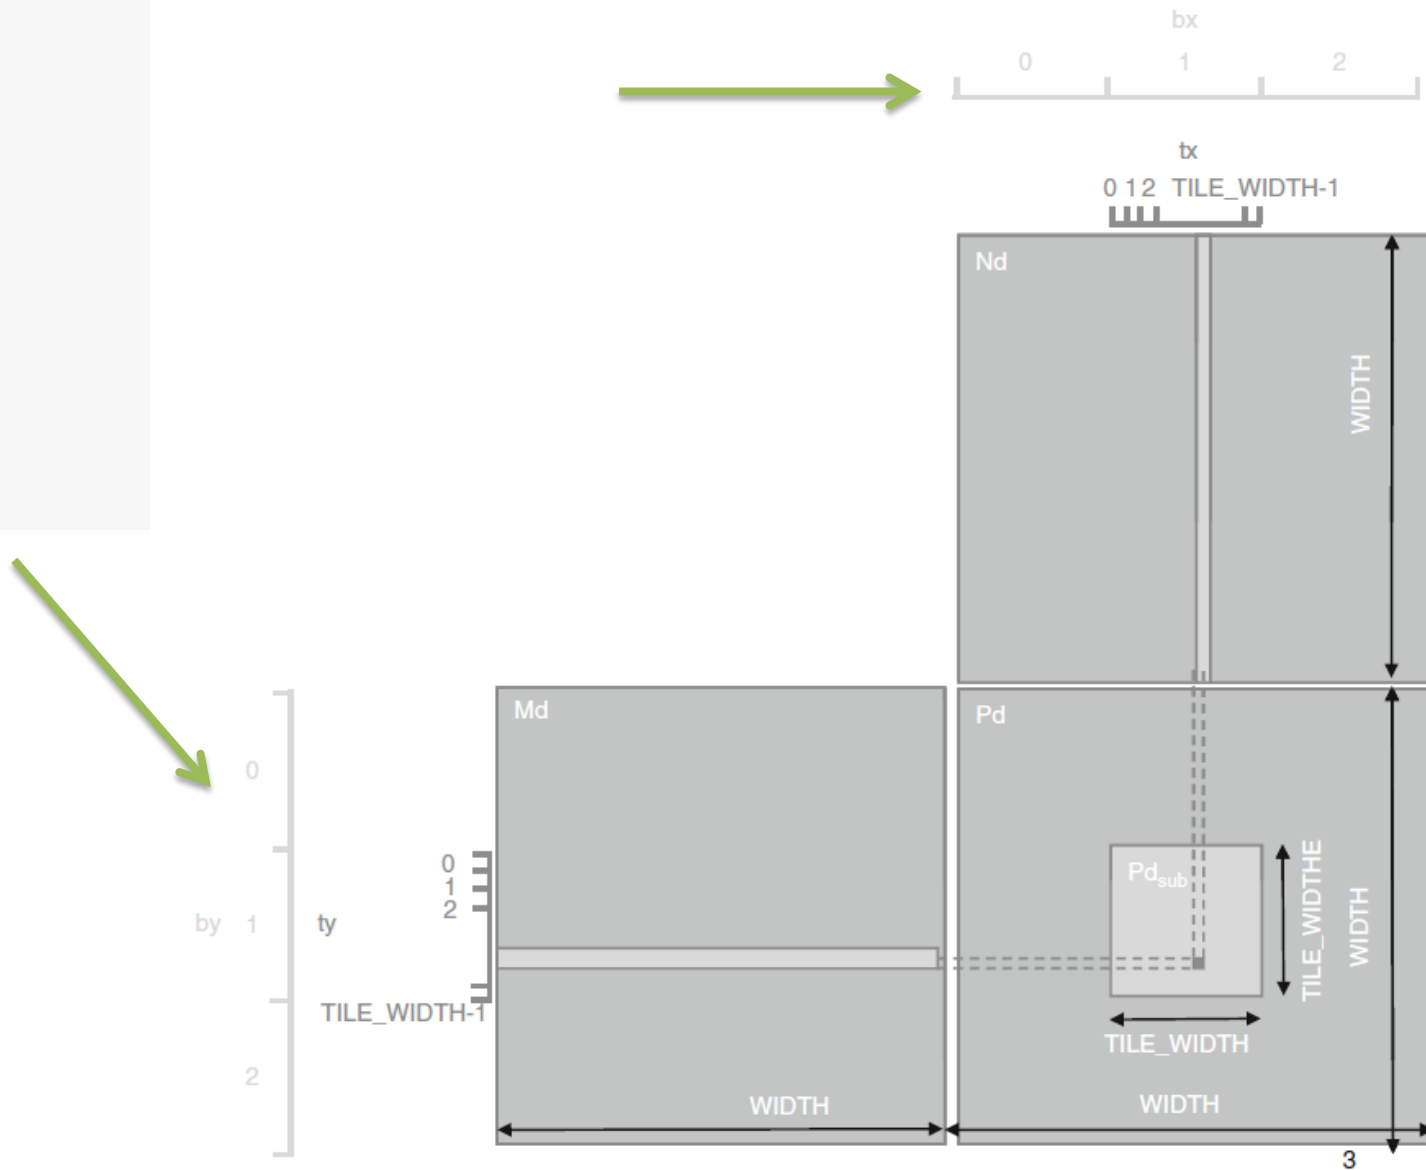 bx
0 1 2
tx
0 1 2 TILE_WIDTH-1
Nd
WIDTH
Md
Pd
0
by 1 ty
2
0
1
2
TILE_WIDTH-1
Pdsub
TILE_WIDTHE
WIDTH
TILE_WIDTH
WIDTH
WIDTH
3